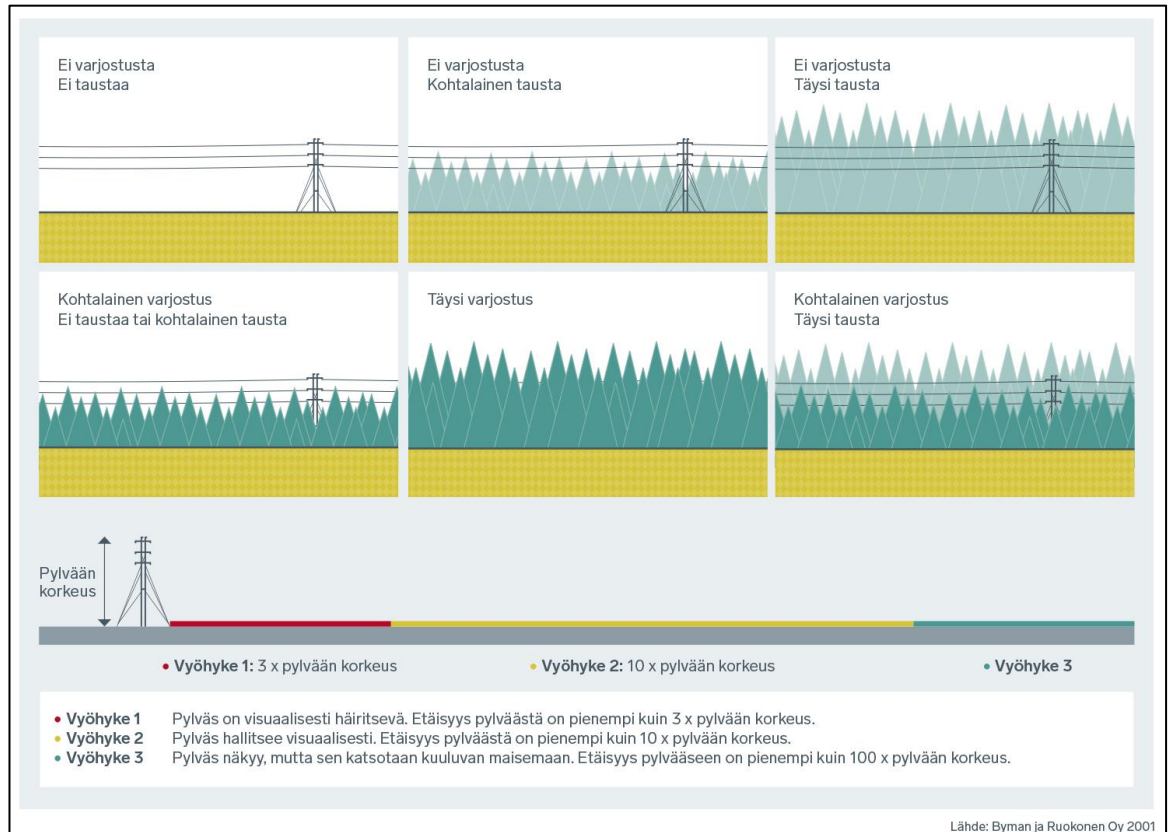 Ei varjostusta
Ei taustaa
Ei varjostusta
Kohtalainen tausta
Ei varjostusta
Täysi tausta
Kohtalainen varjostus
Ei taustaa tai kohtalainen tausta
Täysi varjostus
Kohtalainen varjostus
Täysi tausta
Pylvään
korkeus
• Vyöhyke 1: 3 x pylvään korkeus
• Vyöhyke 2: 10 x pylvään korkeus
• Vyöhyke 3
• Vyöhyke 1 Pylväs on visuaalisesti häiritsevä. Etäisyys pylväästä on pienempi kuin 3 x pylvään korkeus.
• Vyöhyke 2 Pylväs hallitsee visuaalisesti. Etäisyys pylväästä on pienempi kuin 10 x pylvään korkeus.
• Vyöhyke 3 Pylväs näkyy, mutta sen katsotaan kuuluvan maisemaan. Etäisyys pylvääseen on pienempi kuin 100 x pylvään korkeus.
Lähde: Byman ja Ruokonen Oy 2001